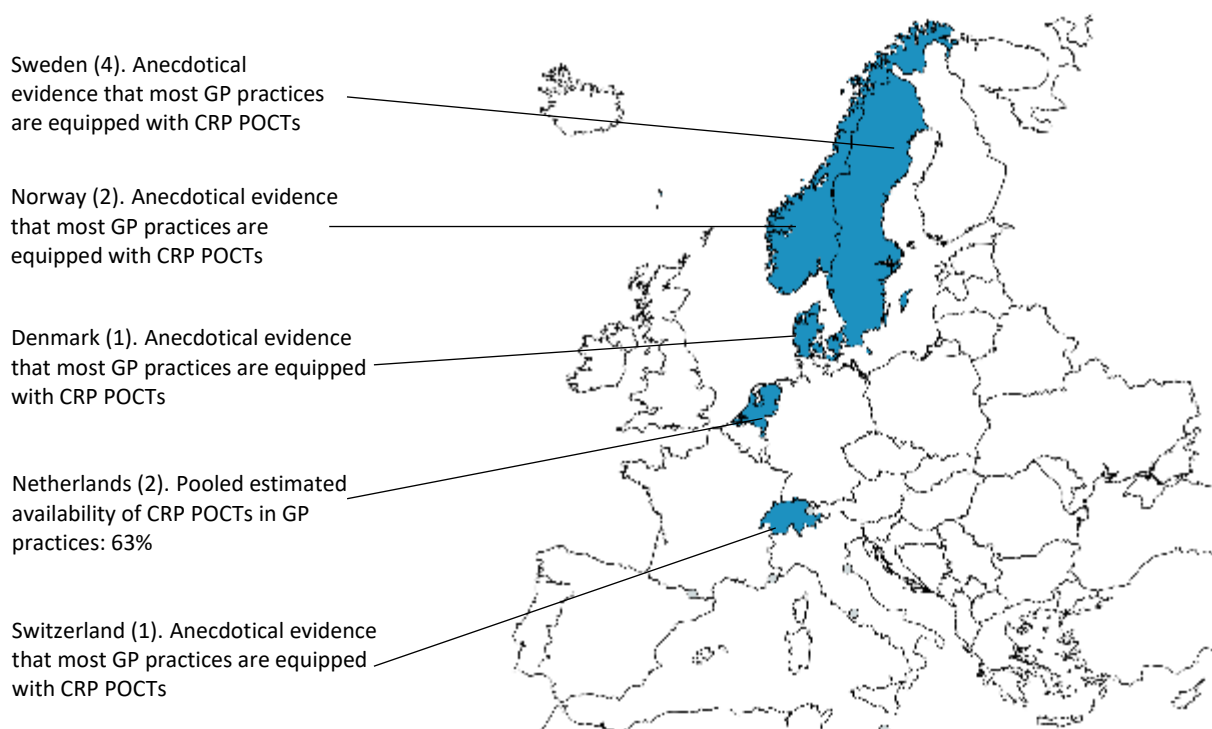 Sweden (4). Anecdotical
evidence that most GP practices
are equipped with CRP POCTs
Norway (2). Anecdotical evidence
that most GP practices are
equipped with CRP POCTs
Denmark (1). Anecdotical evidence
that most GP practices are equipped
with CRP POCTs
Netherlands (2). Pooled estimated
availability of CRP POCTs in GP
practices: 63%
Switzerland (1). Anecdotical evidence
that most GP practices are equipped
with CRP POCTs